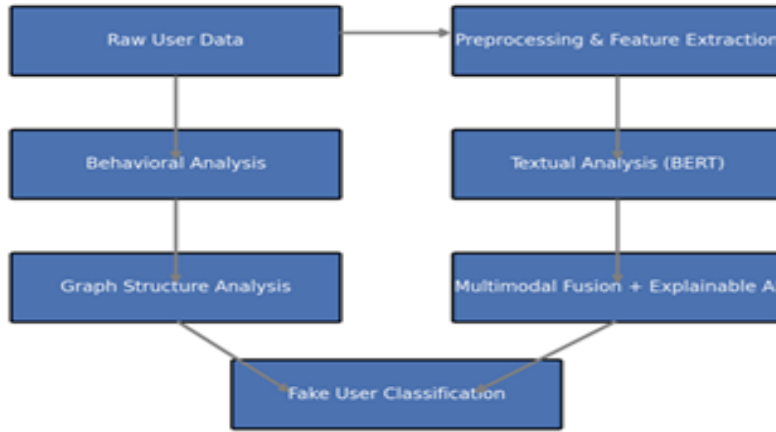 Raw User Data
Preprocessing & Feature Extraction
Behavioral Analysis
Textual Analysis (BERT)
Graph Structure Analysis
Multimodal Fusion + Explainable A
Fake User Classification